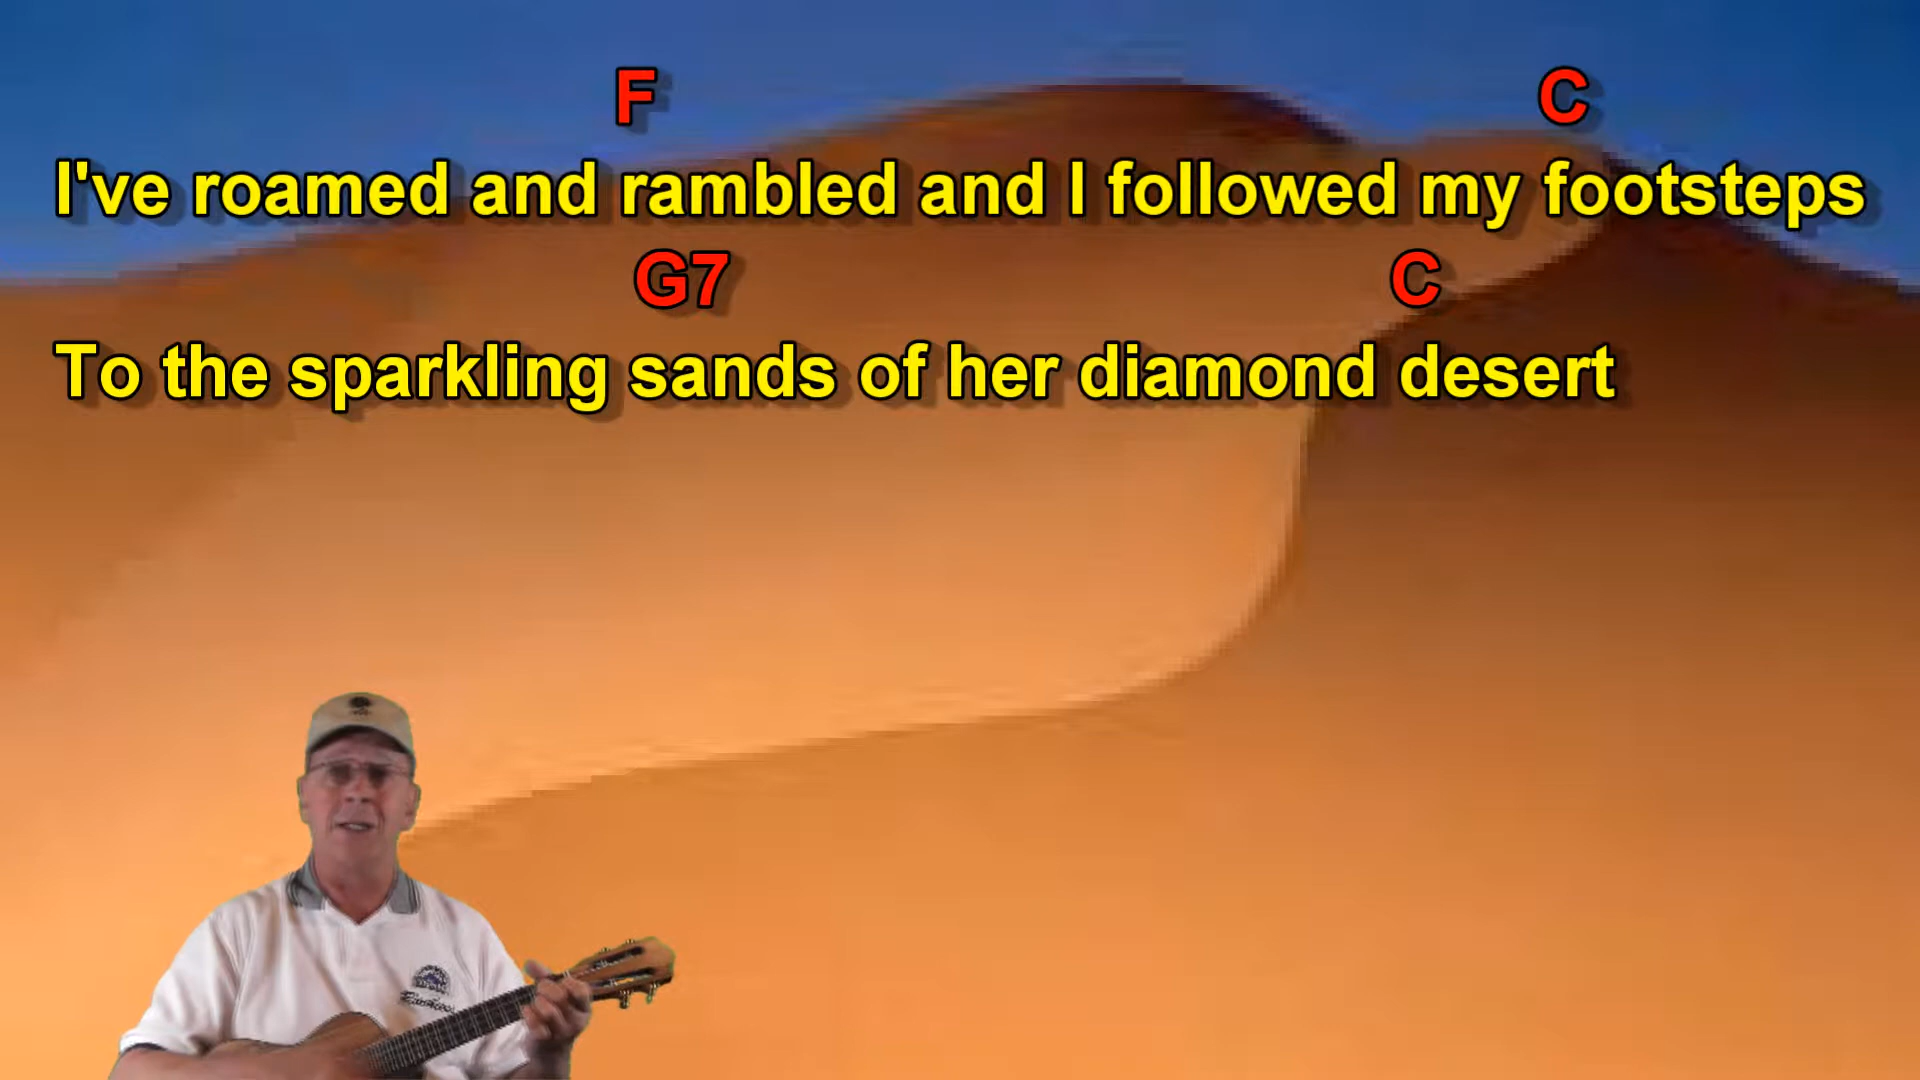 F C
I've roamed and rambled and I followed my footsteps
G7 C
To the sparkling sands of her diamond desert